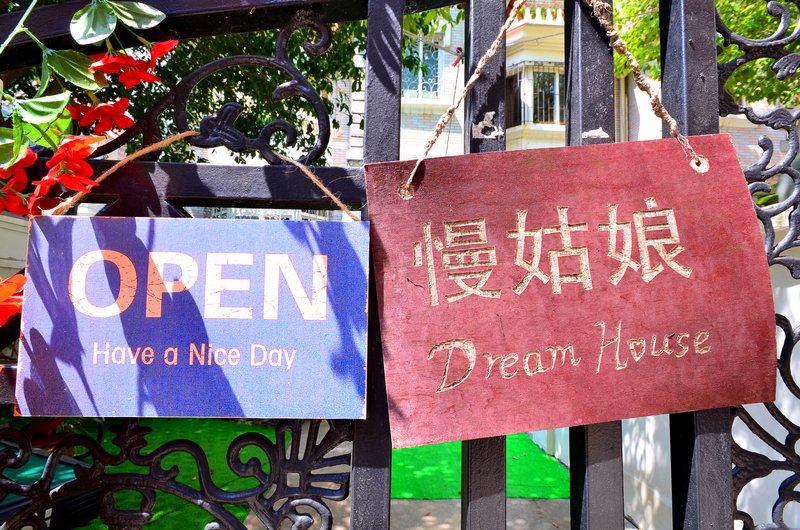 OPEN
Have a Nice Day
慢姑娘
Dream House